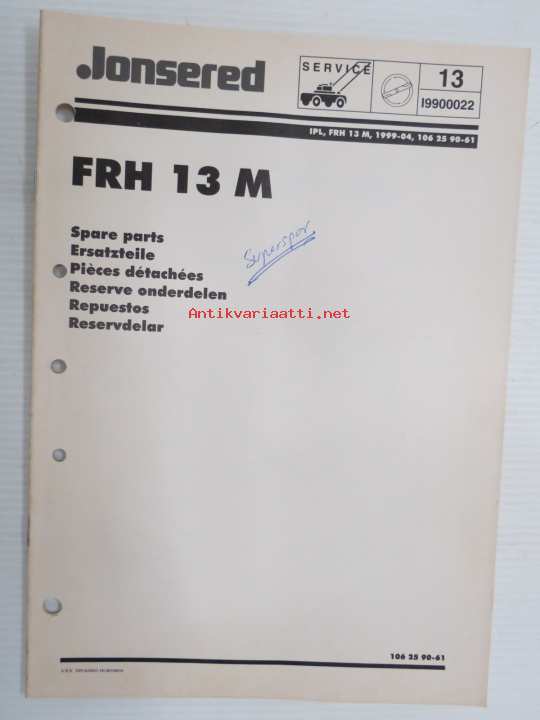 Jonsered
SERVICE
13
I9900022
IPL, FRH 13 M, 1999-04, 106 25 90-61
FRH 13 M
Spare parts
Ersatzteile
Pièces détachées
Reserve onderdelen
Repuestos
Reservdelar
Superspor
Antikvariaatti.net
106 25 90-61